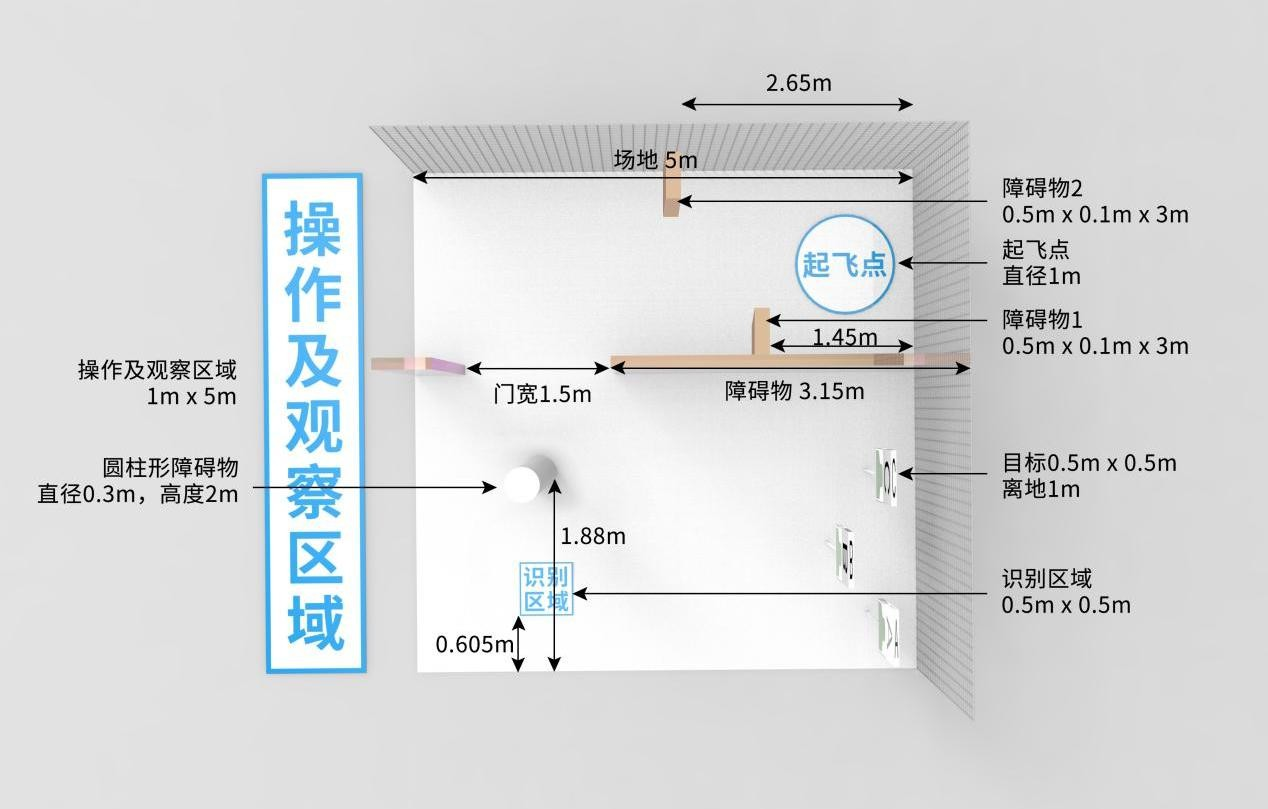 2.65m
场地 5m
障碍物2
0.5m x 0.1m x 3m
起飞点
起飞点
直径1m
障碍物1
0.5m x 0.1m x 3m
1.45m
操作及观察区域
操作及观察区域
1m x 5m
门宽1.5m
障碍物 3.15m
圆柱形障碍物
直径0.3m，高度2m
目标0.5m x 0.5m
离地1m
1.88m
识别
区域
识别区域
0.5m x 0.5m
0.605m